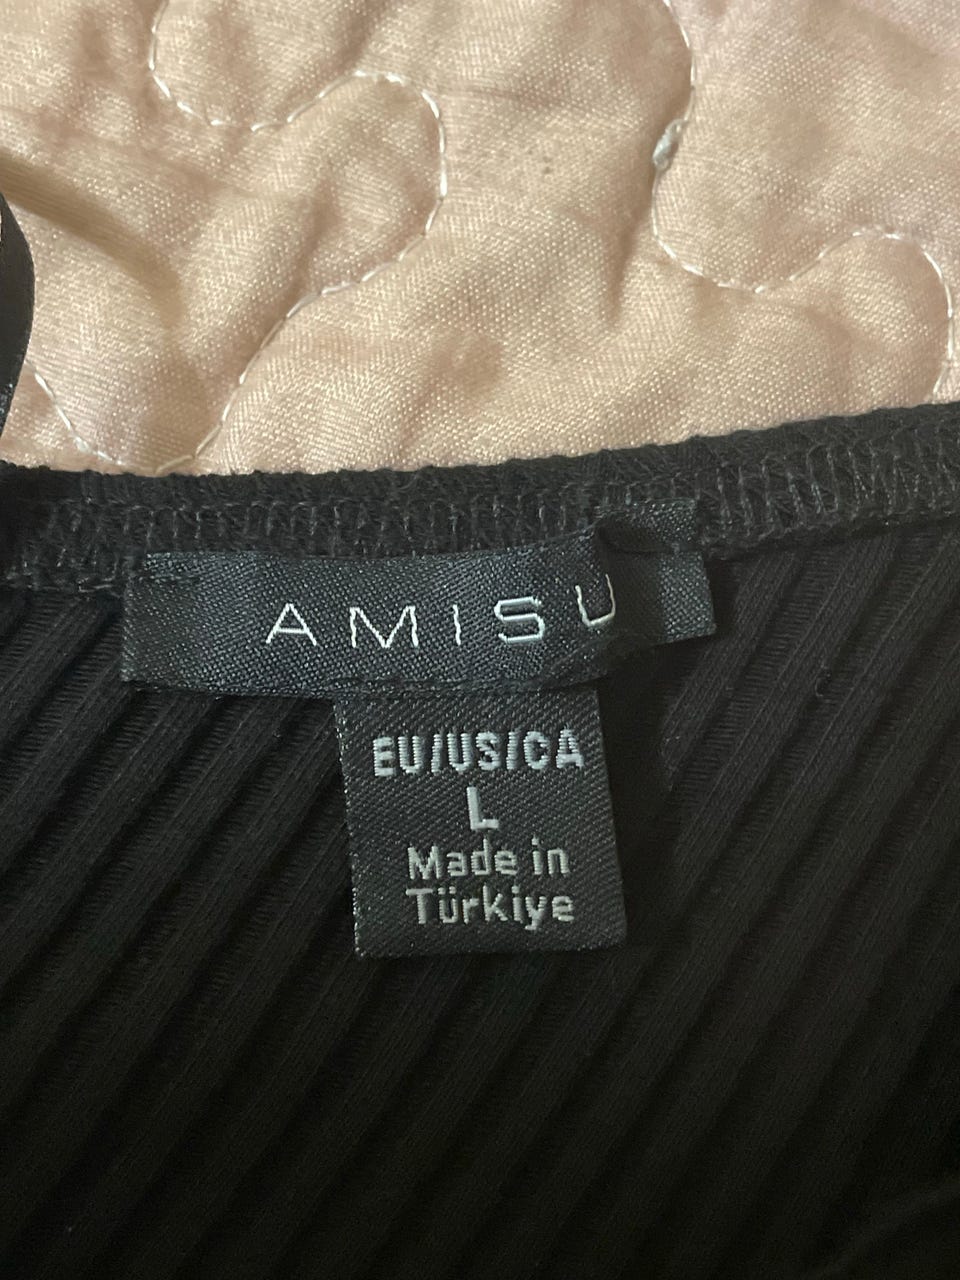 AMISU
EU/US/CA
L
Made in
Türkiye